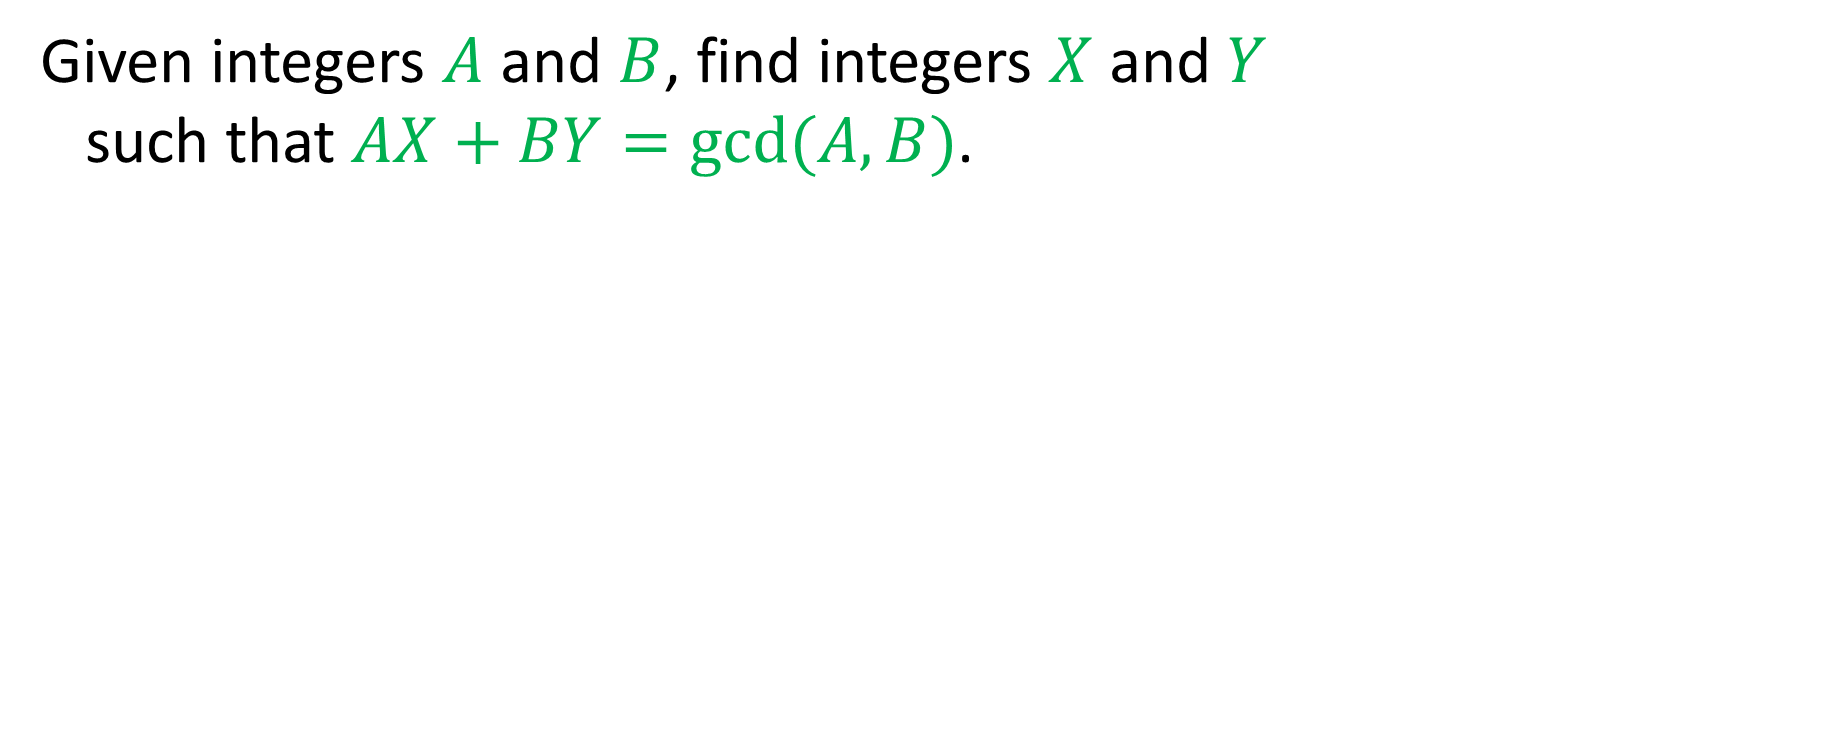 Given integers A and B, find integers X and Y
such that AX + BY = gcd(A, B).